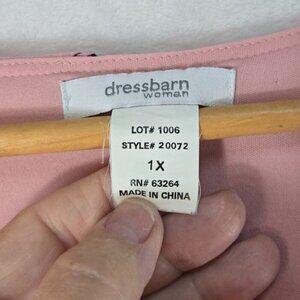 dressbarn
woman
LOT# 1006
STYLE# 20072
1X
RN# 63264
MADE IN CHINA